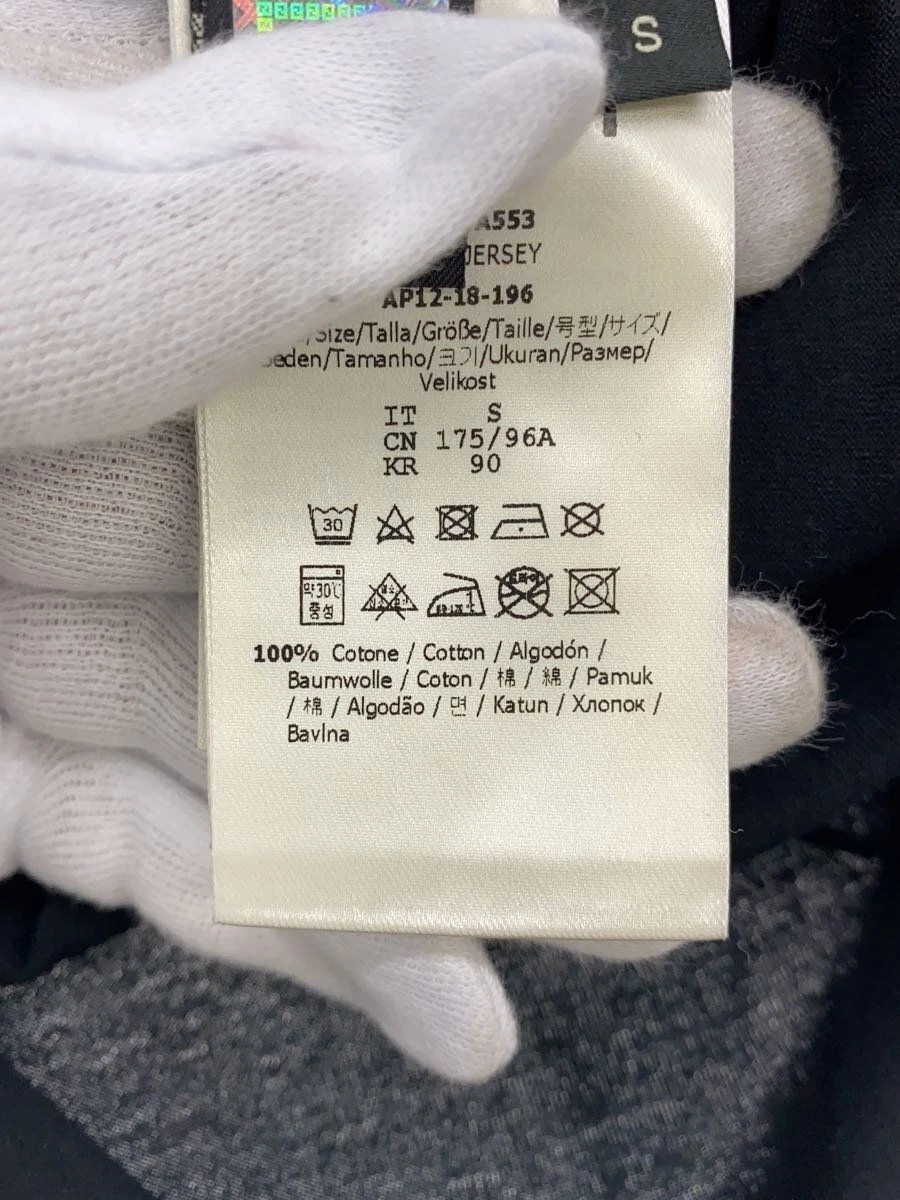 S
A553
JERSEY
AP12-18-196
/Size/Talla/Größe/Taille/号型/サイズ/
Beden/Tamanho/크기/Ukuran/Размер/
Velikost
IT S
CN 175/96A
KR 90
30
약30℃
중성
100% Cotone / Cotton / Algodón /
Baumwolle / Coton / 棉 / 綿 / Pamuk
/ 棉 / Algodão / 면 / Katun / Хлопок /
Bavlna